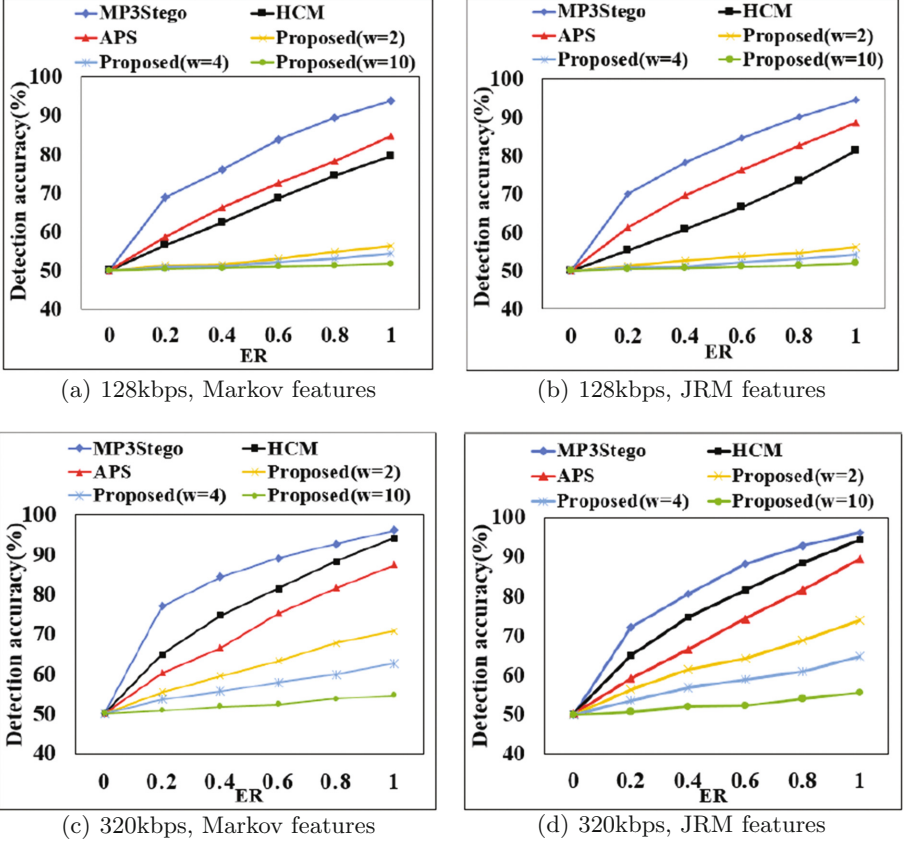 MP3Stego HCM
APS Proposed(w=2)
Proposed(w=4) Proposed(w=10)
Detection accuracy(%)
100
90
80
70
60
50
40
0 0.2 0.4 0.6 0.8 1
ER
(a) 128kbps, Markov features
MP3Stego HCM
APS Proposed(w=2)
Proposed(w=4) Proposed(w=10)
Detection accuracy(%)
100
90
80
70
60
50
40
0 0.2 0.4 0.6 0.8 1
ER
(b) 128kbps, JRM features
MP3Stego HCM
APS Proposed(w=2)
Proposed(w=4) Proposed(w=10)
Detection accuracy(%)
100
90
80
70
60
50
40
0 0.2 0.4 0.6 0.8 1
ER
(c) 320kbps, Markov features
MP3Stego HCM
APS Proposed(w=2)
Proposed(w=4) Proposed(w=10)
Detection accuracy(%)
100
90
80
70
60
50
40
0 0.2 0.4 0.6 0.8 1
ER
(d) 320kbps, JRM features